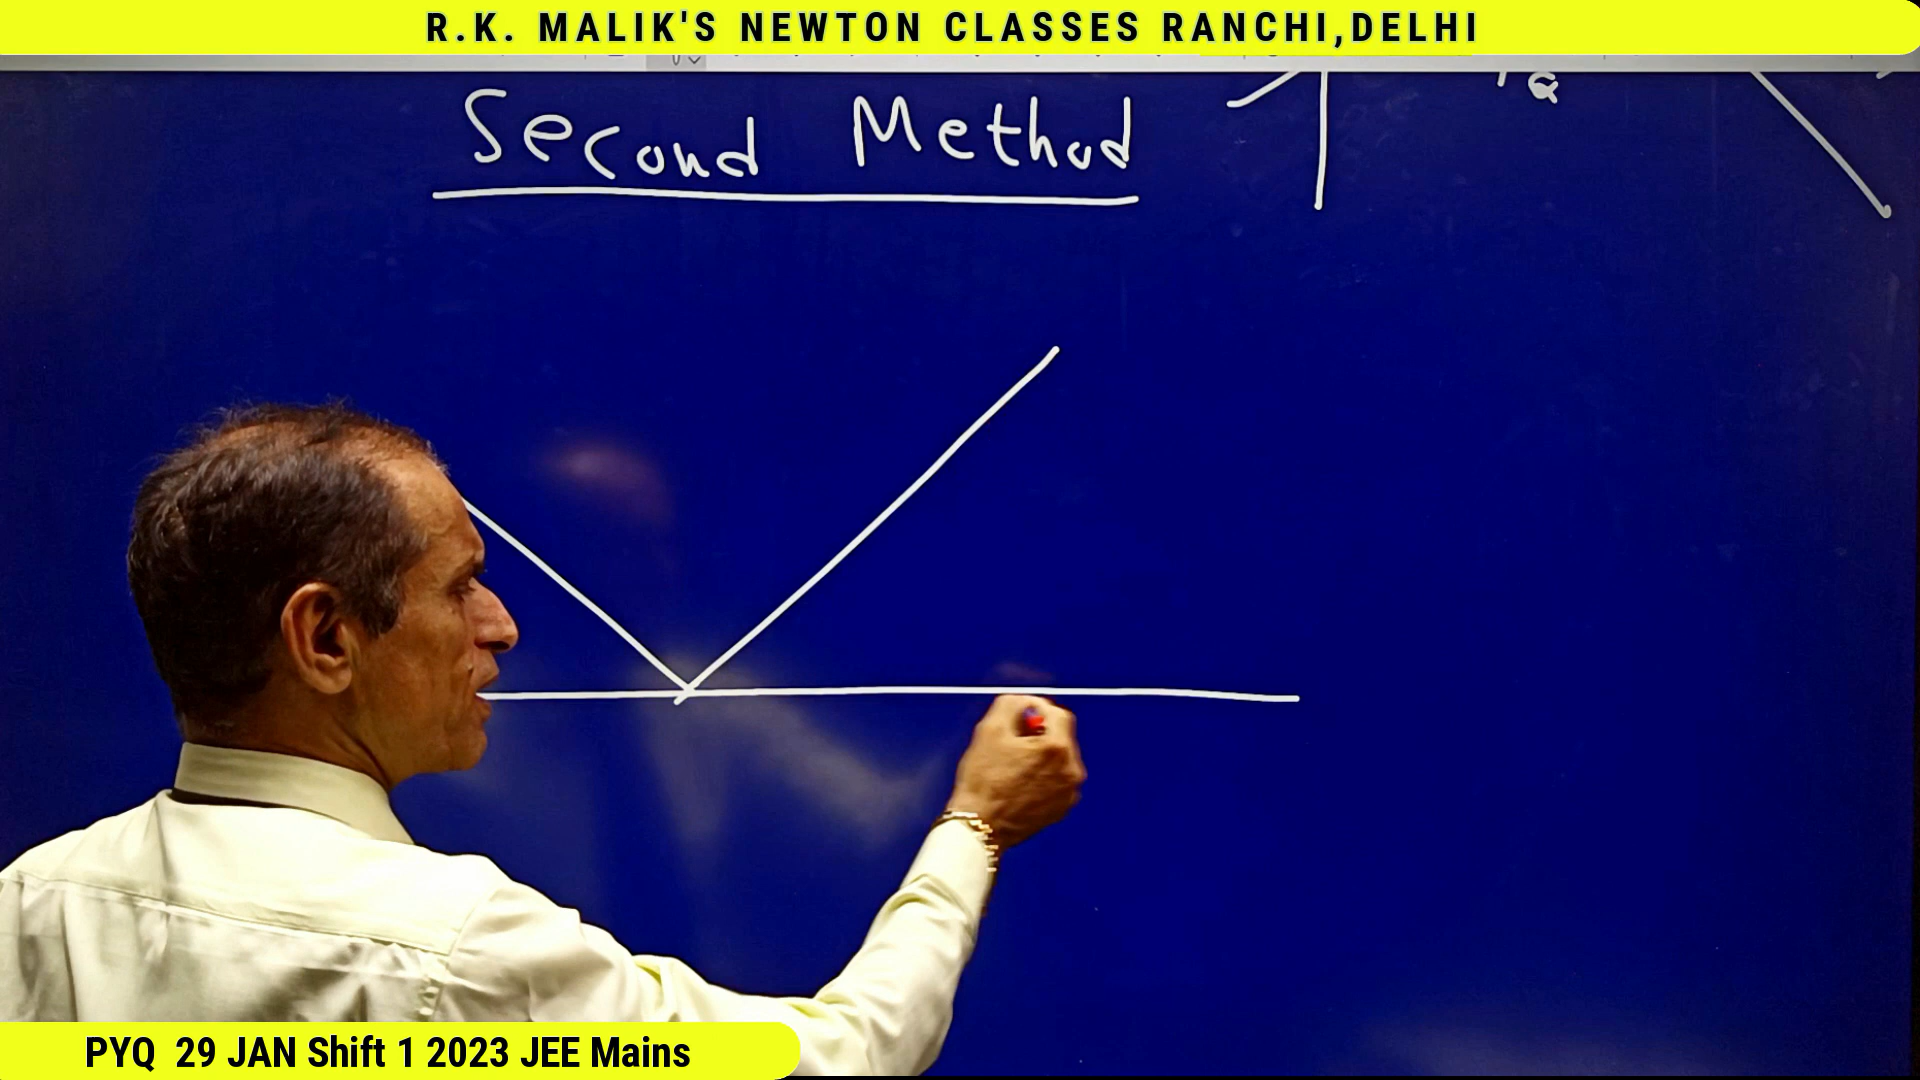 R.K. MALIK'S NEWTON CLASSES RANCHI,DELHI
Second Method
PYQ 29 JAN Shift 1 2023 JEE Mains